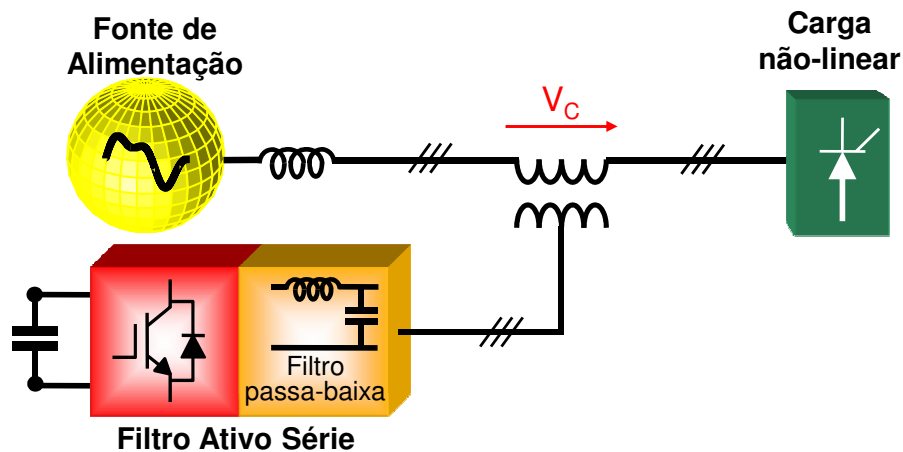 Fonte de
Alimentação
Carga
não-linear
V_C
Filtro
passa-baixa
Filtro Ativo Série